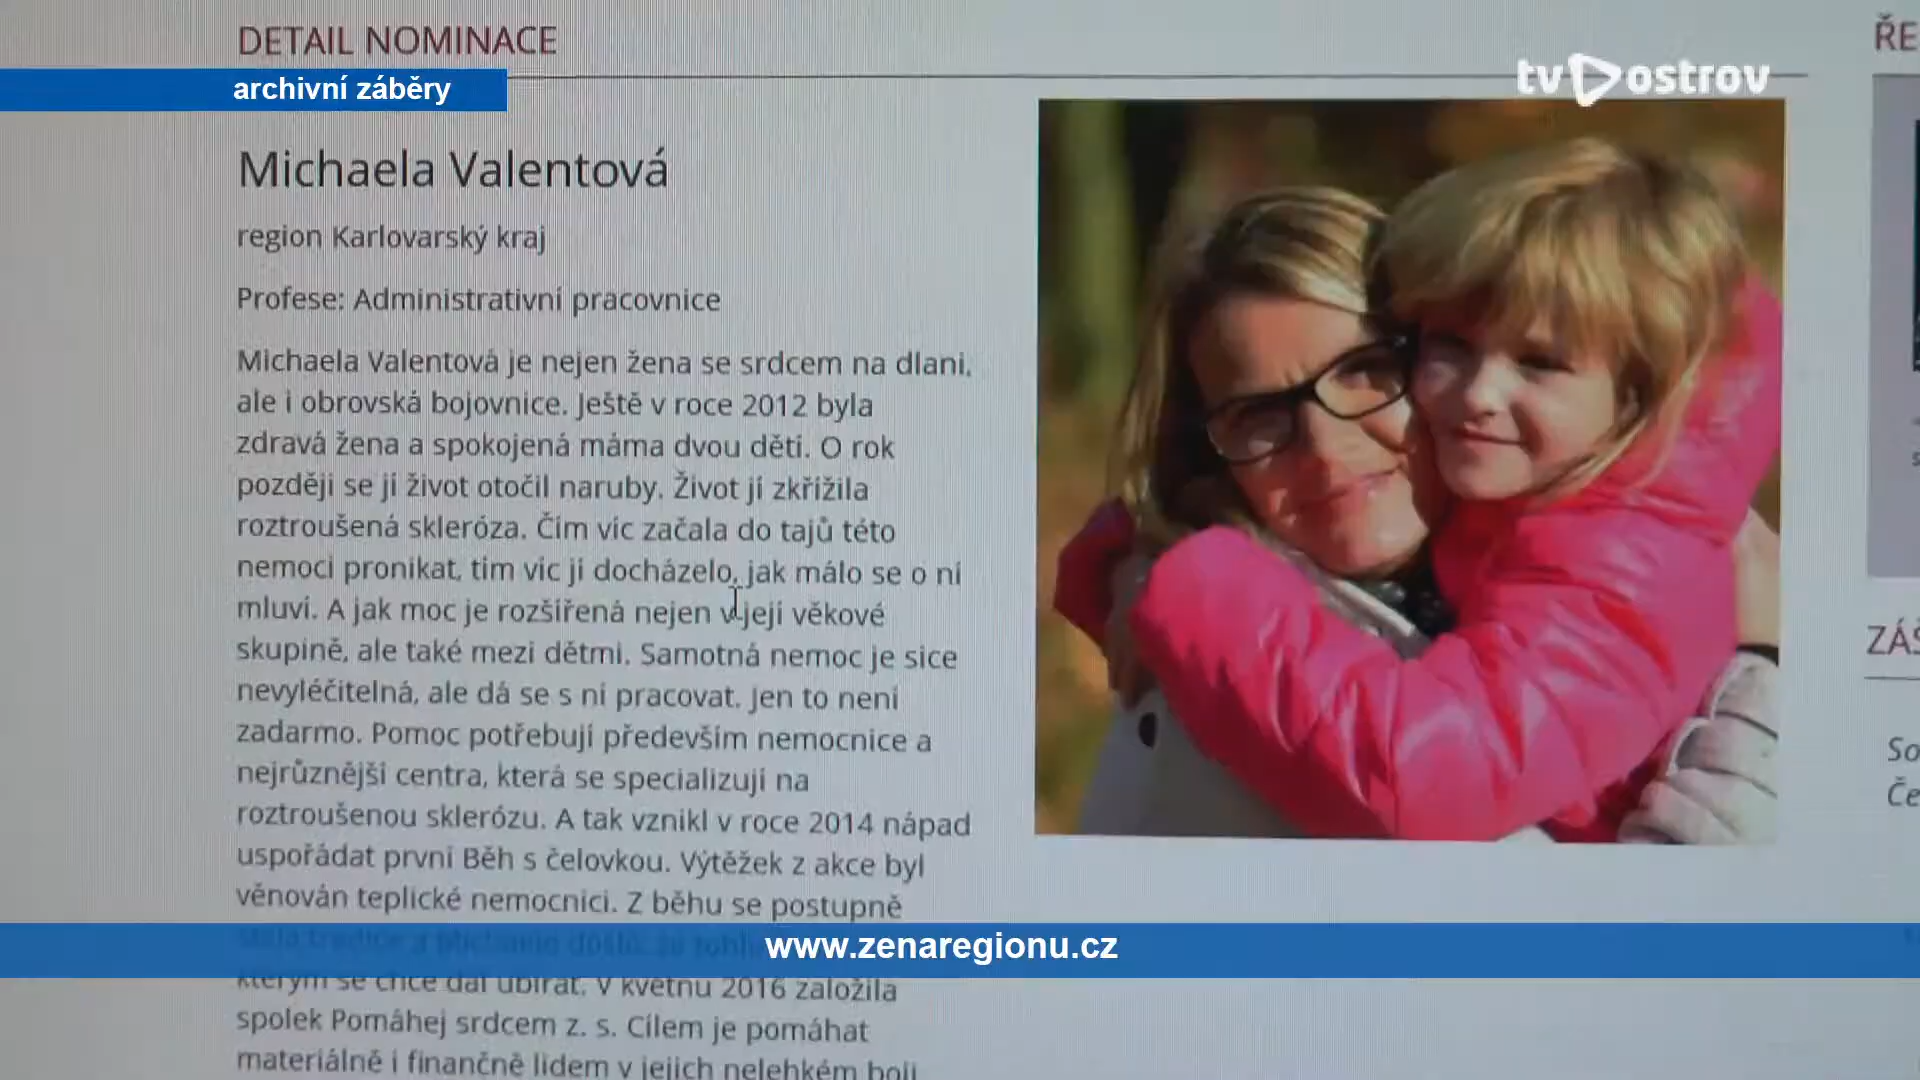 DETAIL NOMINACE
ŘE
archivní záběry
tv ostrov
Michaela Valentová
region Karlovarský kraj
Profese: Administrativní pracovnice
Michaela Valentová je nejen žena se srdcem na dlani,
ale i obrovská bojovnice. Ještě v roce 2012 byla
zdravá žena a spokojená máma dvou dětí. O rok
později se jí život otočil naruby. Život jí zkřížila
roztroušená skleróza. Čím víc začala do tajů této
nemoci pronikat, tím víc jí docházelo, jak málo se o ní
mluví. A jak moc je rozšířená nejen v její věkové
skupině, ale také mezi dětmi. Samotná nemoc je sice
nevyléčitelná, ale dá se s ní pracovat. Jen to není
zadarmo. Pomoc potřebují především nemocnice a
nejrůznější centra, která se specializují na
roztroušenou sklerózu. A tak vznikl v roce 2014 nápad
uspořádat první Běh s čelovkou. Výtěžek z akce byl
věnován teplické nemocnici. Z běhu se postupně
www.zenaregionu.cz
kterým se chce dál ubírat. V květnu 2016 založila
spolek Pomáhej srdcem z. s. Cílem je pomáhat
materiálně i finančně lidem v jejich nelehkém boji
ZÁŠ
So
Če